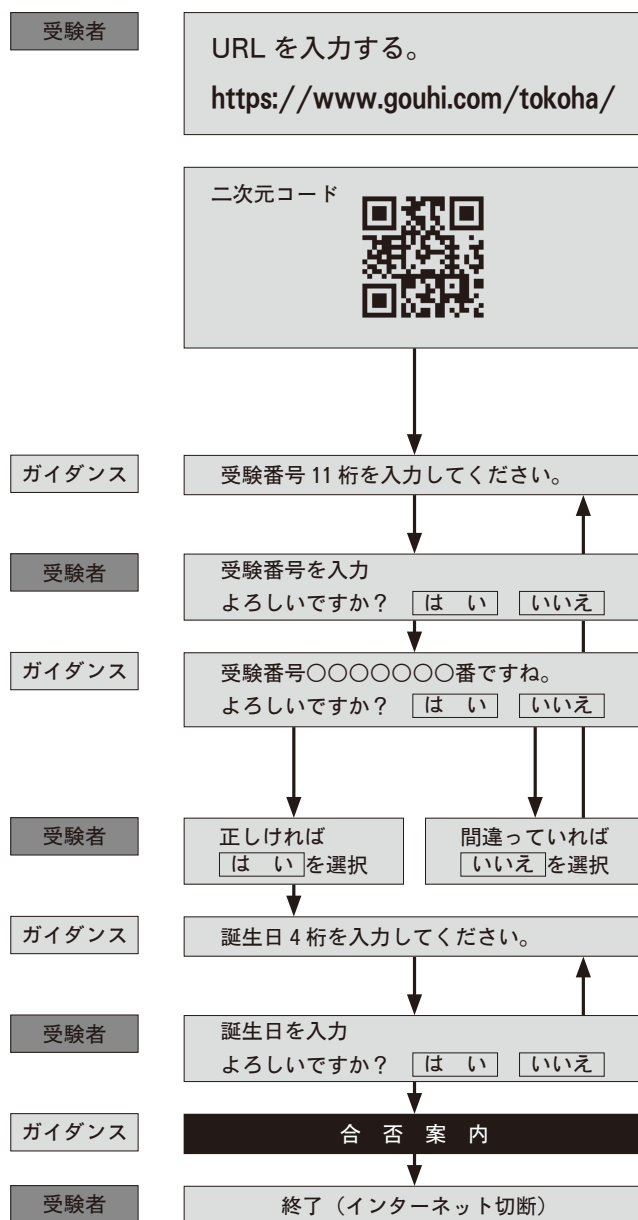 受験者
URL を入力する。
https://www.gouhi.com/tokoha/
二次元コード
ガイダンス
受験番号 11 桁を入力してください。
受験者
受験番号を入力
よろしいですか？ は い いいえ
ガイダンス
受験番号○○○○○○○番ですね。
よろしいですか？ は い いいえ
受験者
正しければ
は い を選択
間違っていれば
いいえ を選択
ガイダンス
誕生日 4 桁を入力してください。
受験者
誕生日を入力
よろしいですか？ は い いいえ
ガイダンス
合 否 案 内
受験者
終了（インターネット切断）